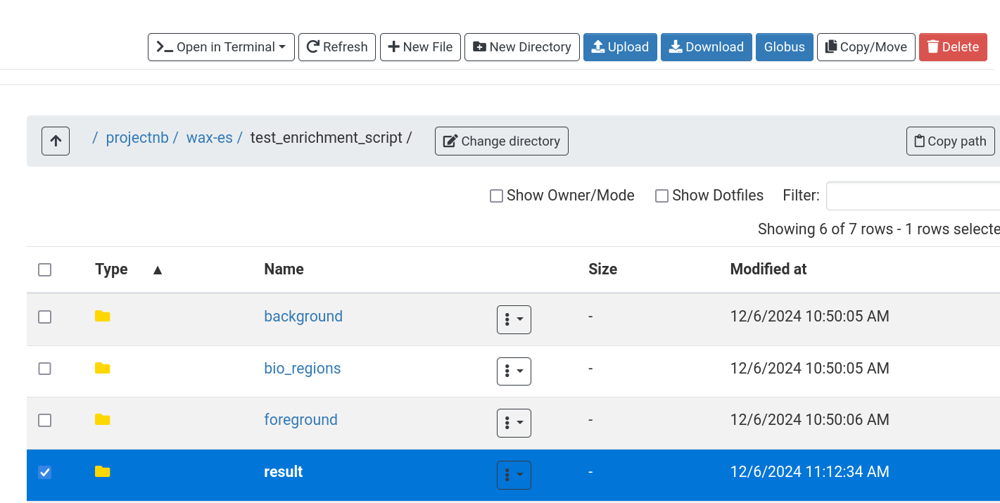 Open in Terminal Refresh New File New Directory Upload Download Globus Copy/Move Delete
/ projectnb / wax-es / test_enrichment_script / Change directory Copy path
Show Owner/Mode Show Dotfiles Filter:
Showing 6 of 7 rows - 1 rows selecte
Type ▲ Name Size Modified at
background - 12/6/2024 10:50:05 AM
bio_regions - 12/6/2024 10:50:05 AM
foreground - 12/6/2024 10:50:06 AM
result - 12/6/2024 11:12:34 AM